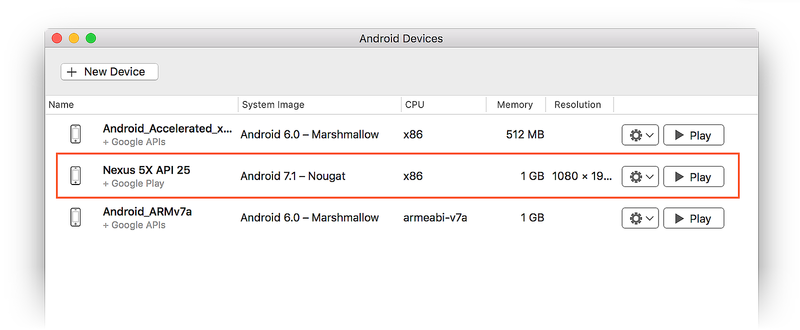 Android Devices
+ New Device
Name System Image CPU Memory Resolution
Android_Accelerated_x... Android 6.0 – Marshmallow x86 512 MB Play
+ Google APIs
Nexus 5X API 25 Android 7.1 – Nougat x86 1 GB 1080 × 19... Play
+ Google Play
Android_ARMv7a Android 6.0 – Marshmallow armeabi-v7a 1 GB Play
+ Google APIs